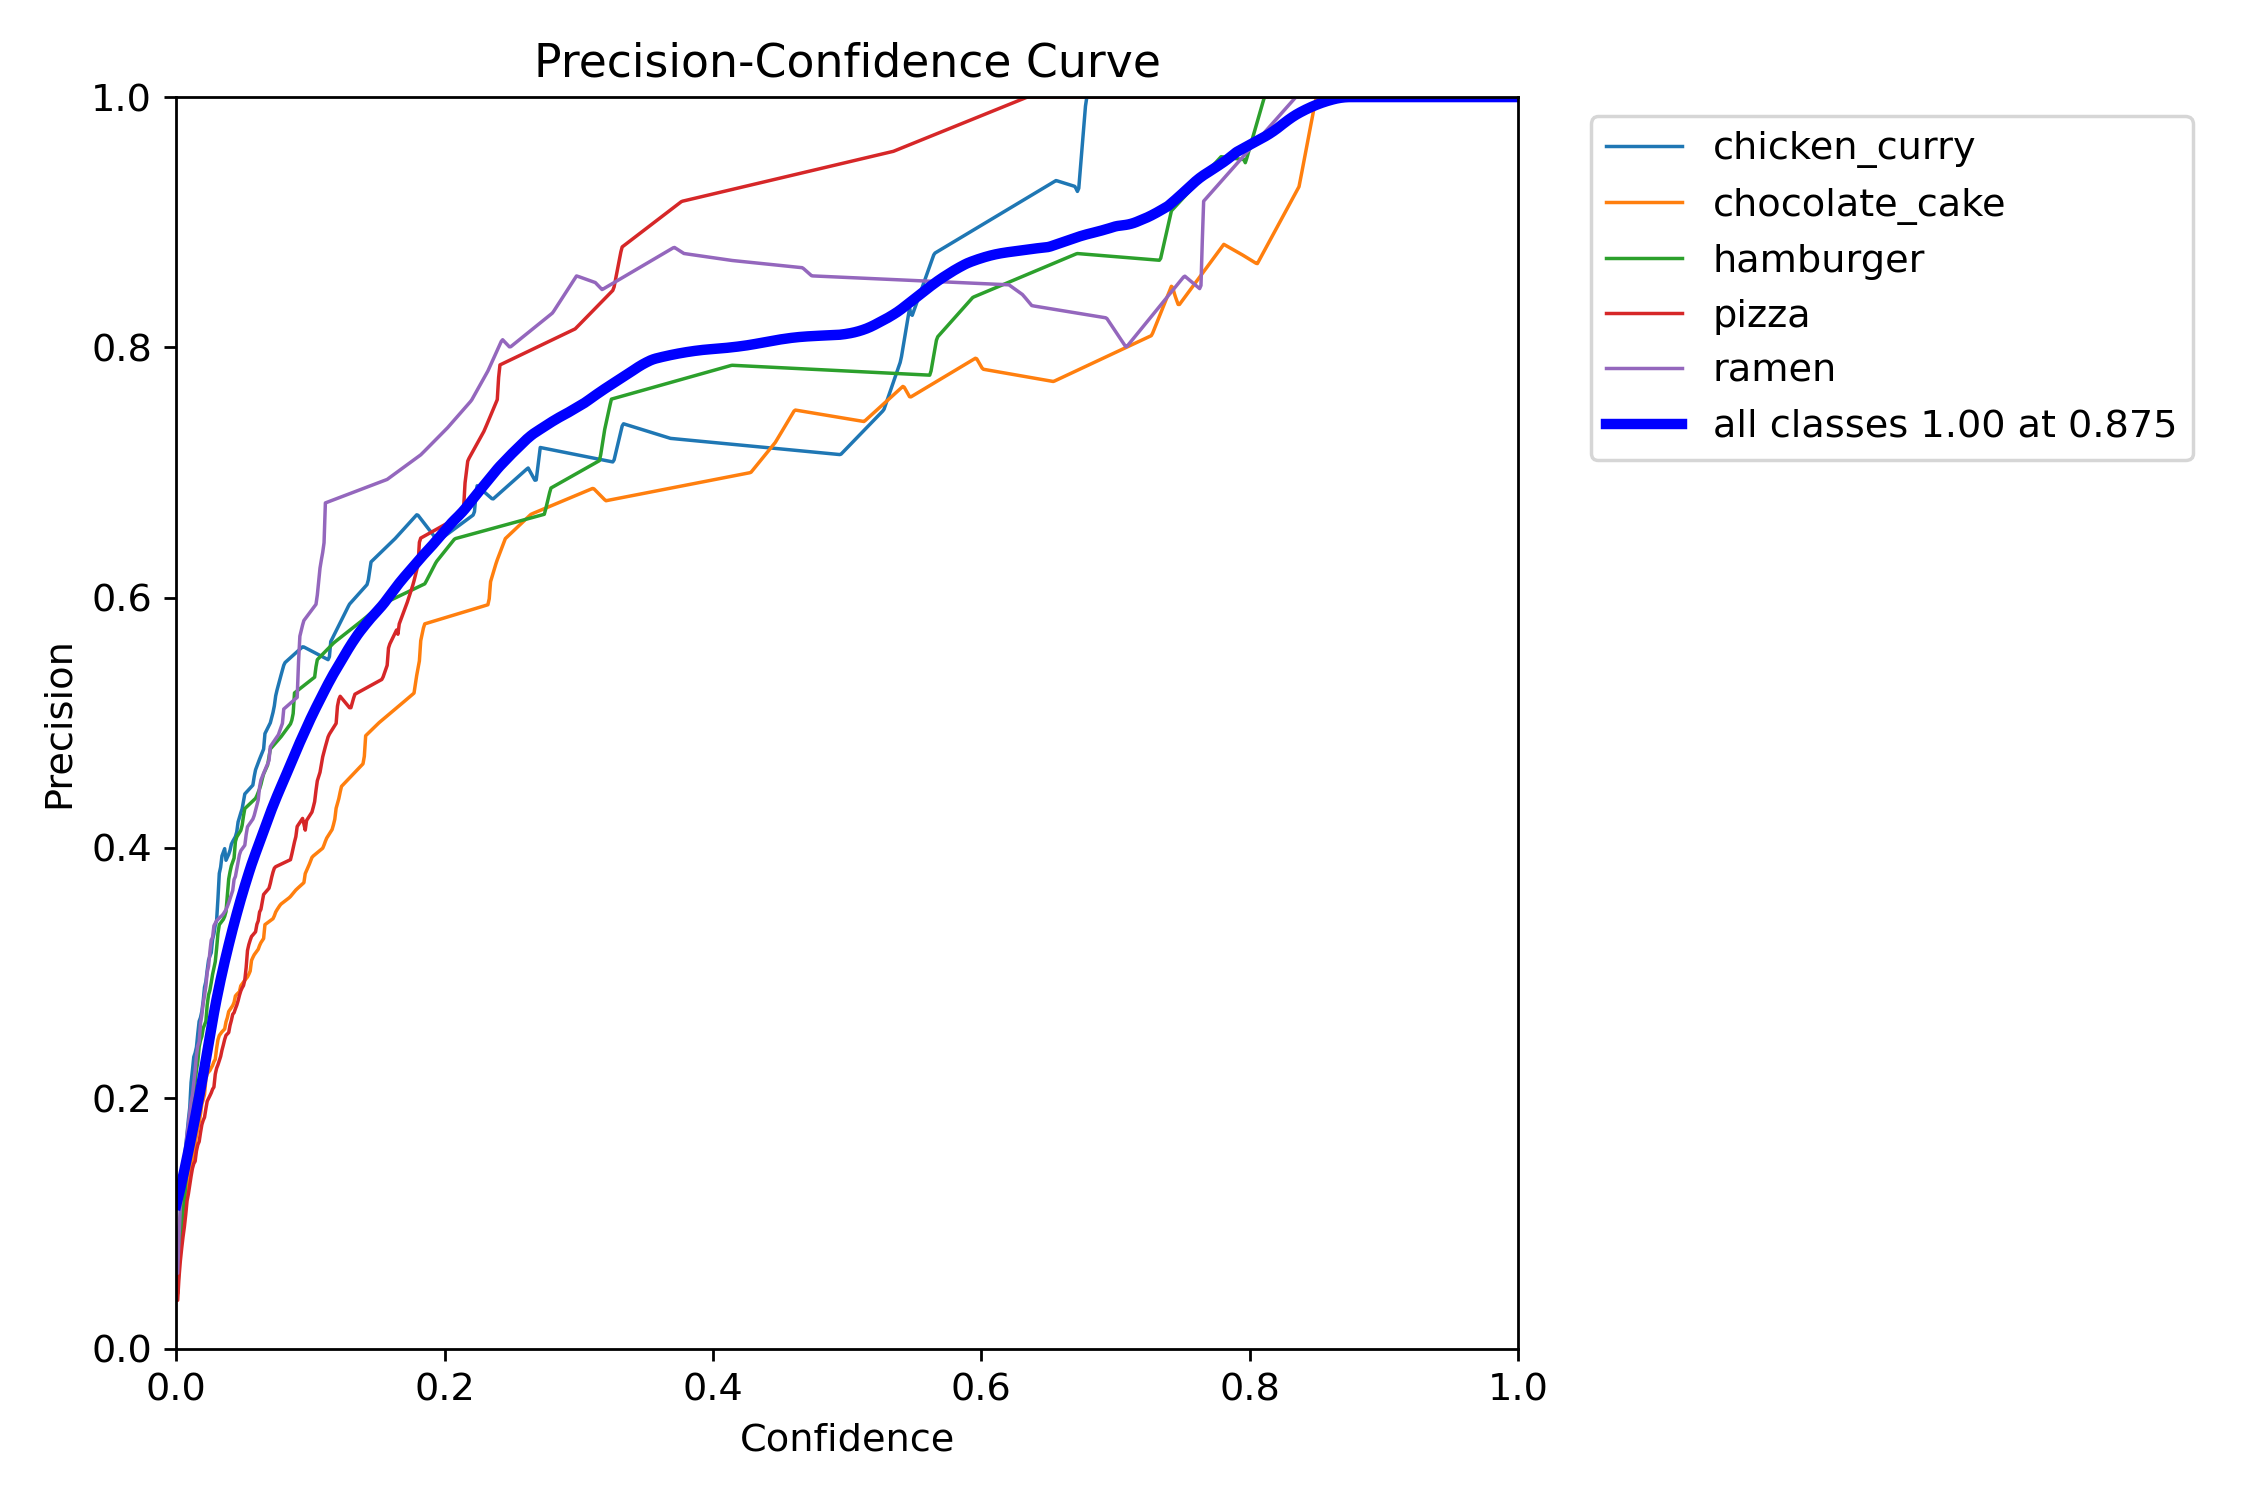 Precision-Confidence Curve
1.0
0.8
0.6
0.4
0.2
0.0
Precision
0.0 0.2 0.4 0.6 0.8 1.0
Confidence
chicken_curry
chocolate_cake
hamburger
pizza
ramen
all classes 1.00 at 0.875